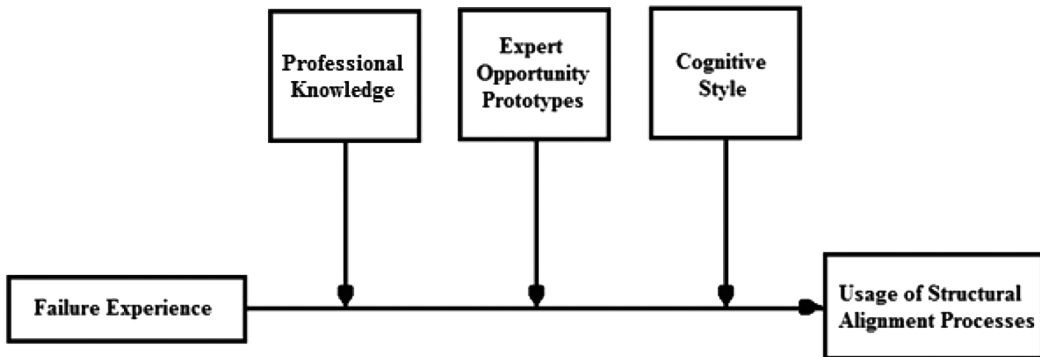 Professional
Knowledge
Expert
Opportunity
Prototypes
Cognitive
Style
Failure Experience
Usage of Structural
Alignment Processes